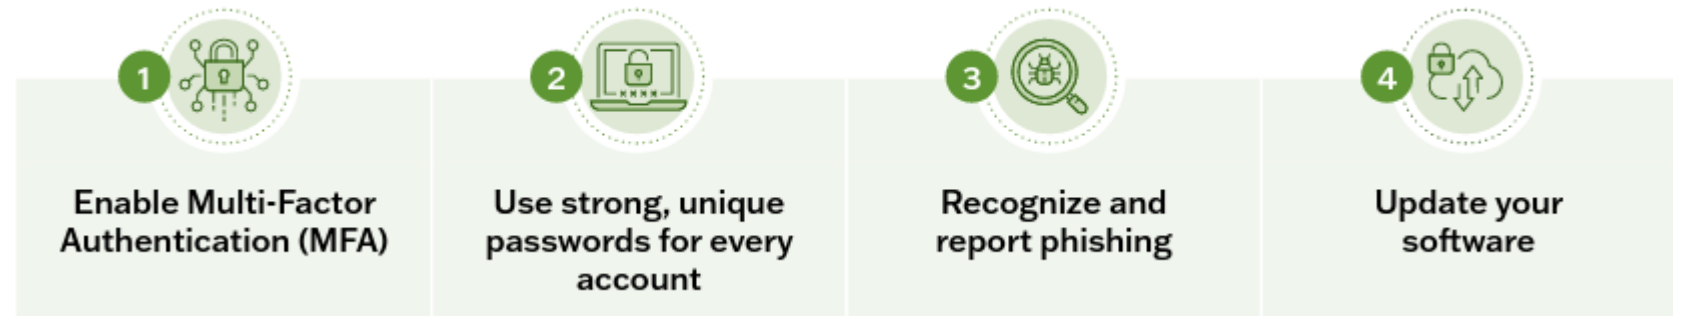 1
Enable Multi-Factor
Authentication (MFA)
2
Use strong, unique
passwords for every
account
3
Recognize and
report phishing
4
Update your
software